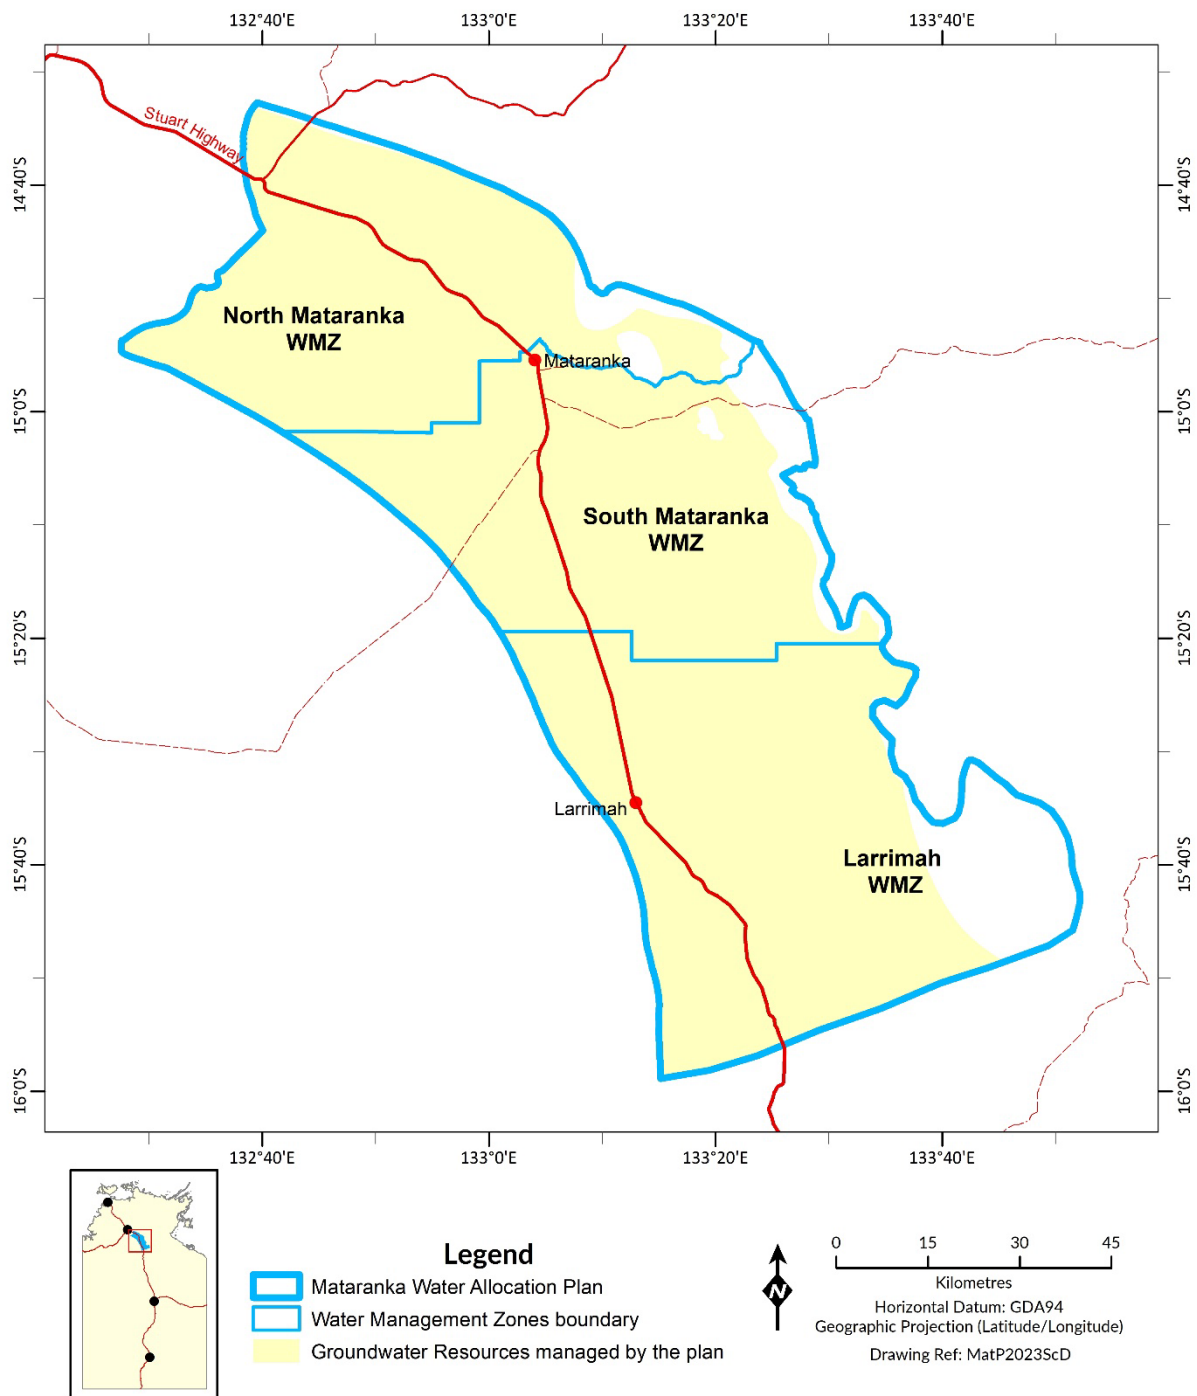 132°40'E
133°0'E
133°20'E
133°40'E
Stuart Highway
14°40'S
14°40'S
North Mataranka
WMZ
Mataranka
15°0'S
15°0'S
South Mataranka
WMZ
15°20'S
15°20'S
Larrimah
15°40'S
15°40'S
Larrimah
WMZ
16°0'S
16°0'S
132°40'E
133°0'E
133°20'E
133°40'E
Legend
Mataranka Water Allocation Plan
Water Management Zones boundary
Groundwater Resources managed by the plan
N
0 15 30 45
Kilometres
Horizontal Datum: GDA94
Geographic Projection (Latitude/Longitude)
Drawing Ref: MatP2023ScD